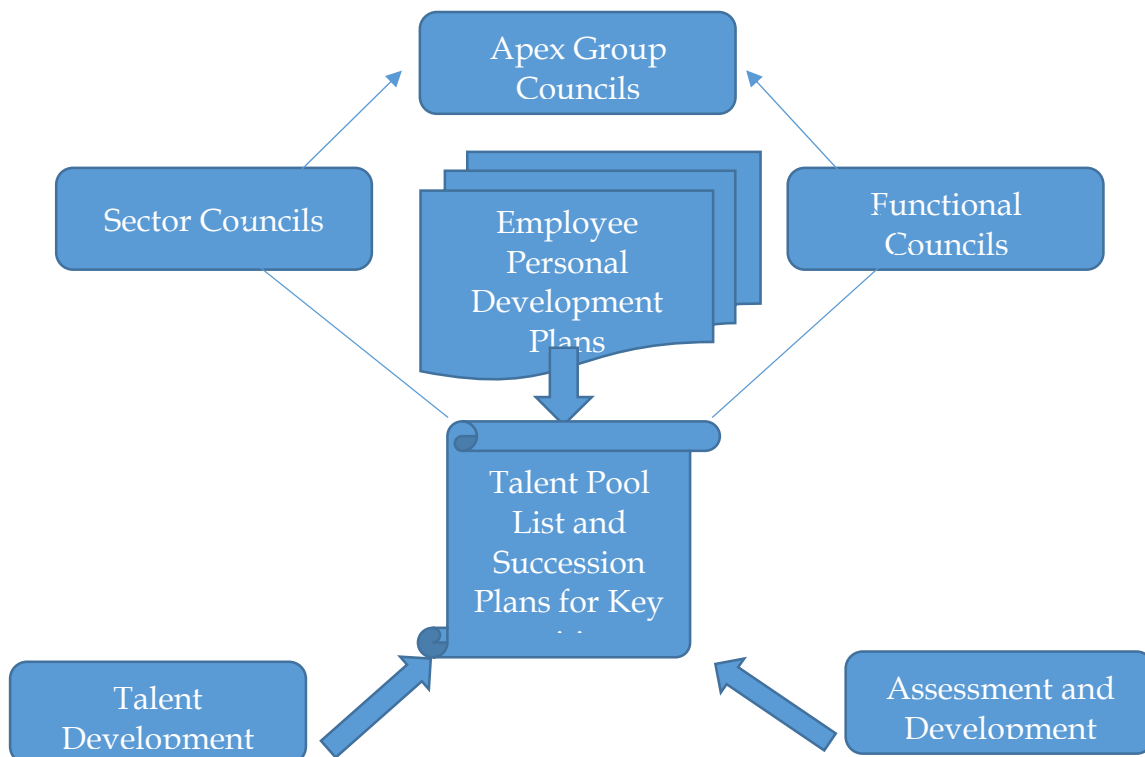 Apex Group
Councils
Sector Councils
Functional
Councils
Employee
Personal
Development
Plans
Talent Pool
List and
Succession
Plans for Key
Talent
Development
Assessment and
Development